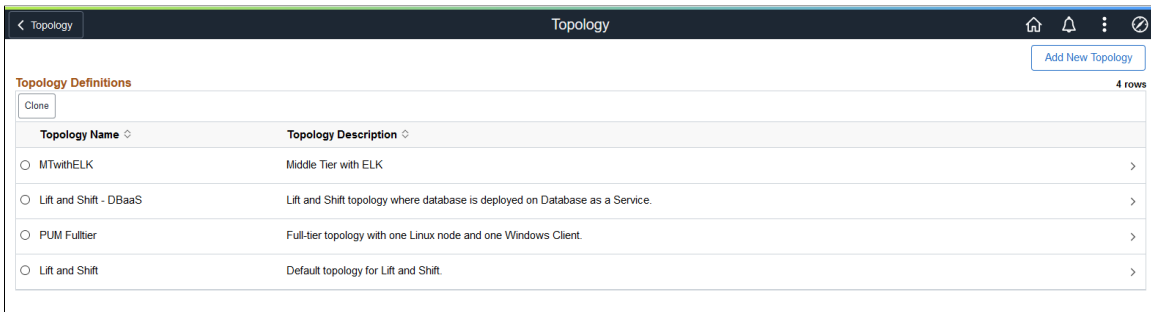 Topology
Topology
Add New Topology
Topology Definitions
4 rows
Clone
Topology Name
Topology Description
MTwithELK
Middle Tier with ELK
Lift and Shift - DBaaS
Lift and Shift topology where database is deployed on Database as a Service.
PUM Fulltier
Full-tier topology with one Linux node and one Windows Client.
Lift and Shift
Default topology for Lift and Shift.